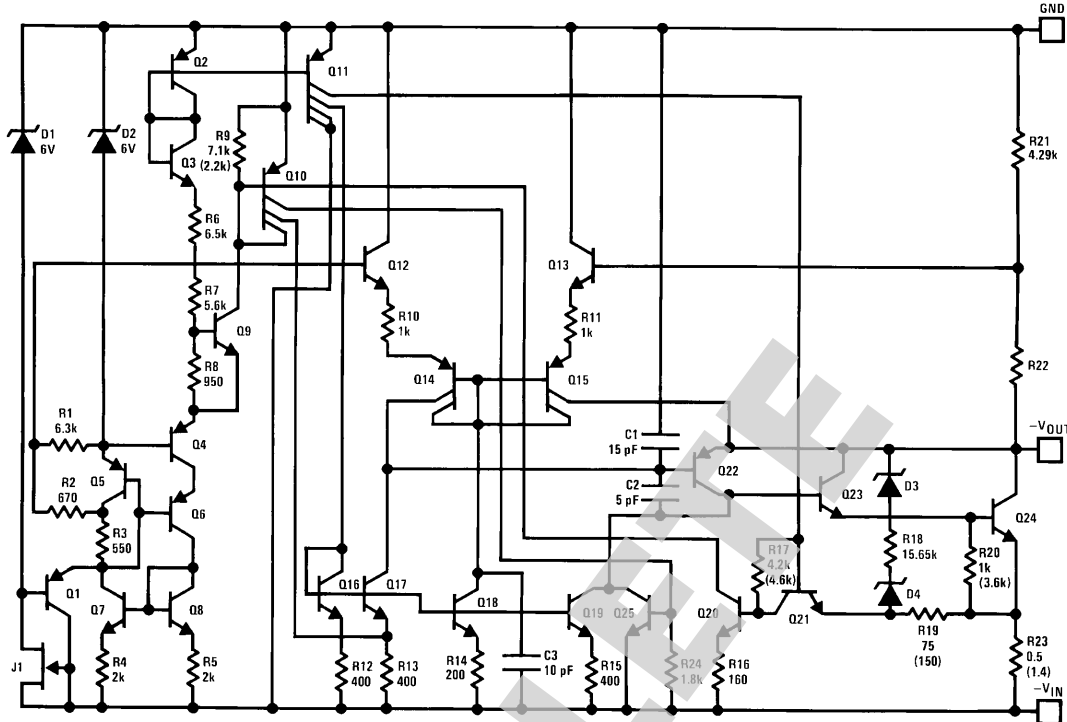 GND
Q2
Q11
D1
6V
D2
6V
R9
7.1k
(2.2k)
R21
4.29k
Q3
Q10
R6
6.5k
Q12
Q13
R7
5.6k
Q9
R10
1k
R11
1k
R8
950
Q14
Q15
R22
R1
6.3k
Q4
C1
15 pF
-VOUT
Q5
Q22
R2
670
C2
5 pF
Q23
D3
Q6
Q24
R3
550
R18
15.65k
R20
1k
(3.6k)
R17
4.2k
(4.6k)
Q1
Q7
Q8
Q16
Q17
Q18
Q19
Q25
Q20
Q21
D4
R19
75
(150)
J1
R4
2k
R5
2k
R12
400
R13
400
R14
200
C3
10 pF
R15
400
R24
1.8k
R16
160
R23
0.5
(1.4)
-VIN
LETE